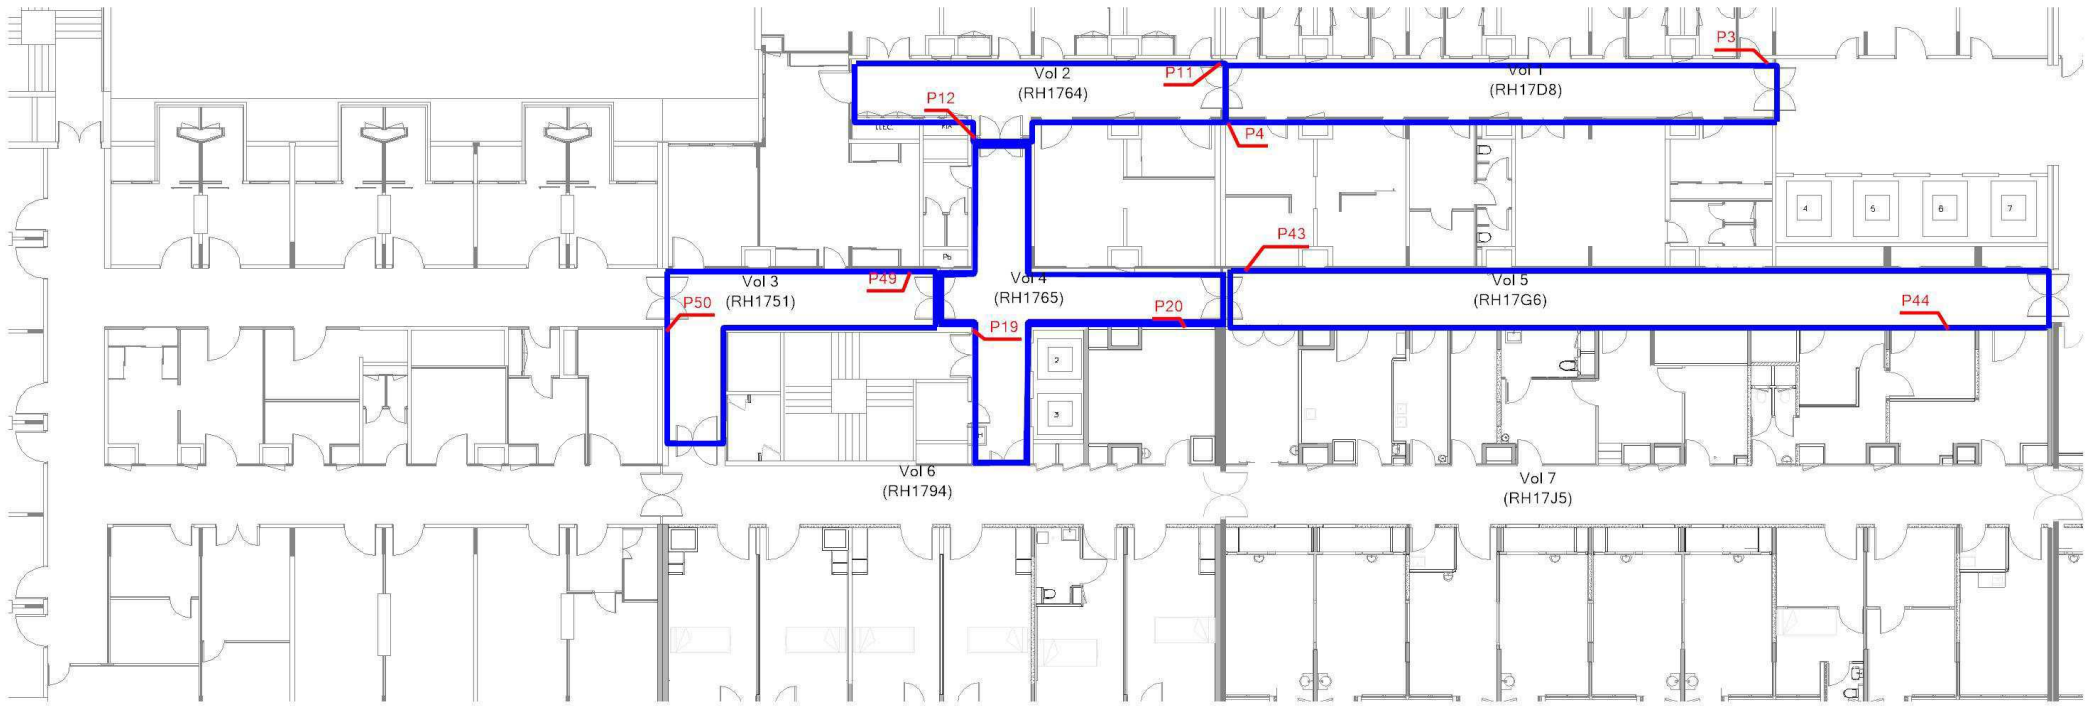 P3
Vol 2
(RH1764)
P11
Vol 1
(RH17D8)
P12
ELEC.
P4
4
5
6
7
P43
Pb
Vol 3
(RH1751)
P49
Vol 4
(RH1765)
Vol 5
(RH17G6)
P50
P20
P44
P19
2
3
Vol 6
(RH1794)
Vol 7
(RH17J5)